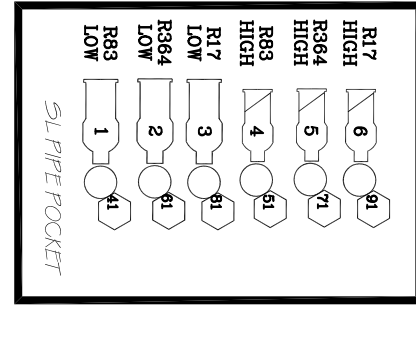 R17
HIGH
6
91
R364
HIGH
5
71
R83
HIGH
4
51
R17
LOW
3
81
R364
LOW
2
61
R83
LOW
1
41
SL PIPE POCKET